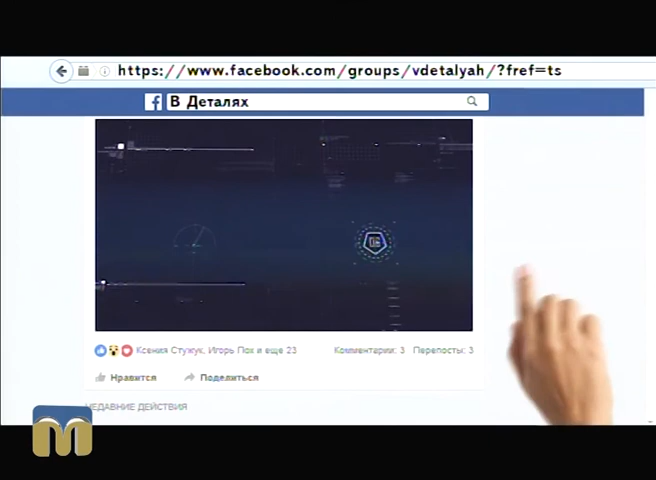 https://www.facebook.com/groups/vdetalyah/?fref=ts
В Деталях
Ксения Стужук, Игорь Пох и еще 23 Комментарии: 3 Перепосты: 3
Нравится Поделиться
НЕДАВНИЕ ДЕЙСТВИЯ